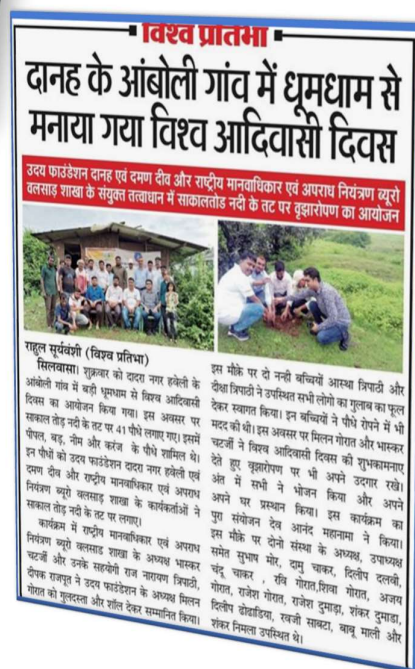 विश्व प्रतिभा
दानह के आंबोली गांव में धूमधाम से
मनाया गया विश्व आदिवासी दिवस
उदय फाउंडेशन दानह एवं दमण दीव और राष्ट्रीय मानवाधिकार एवं अपराध नियंत्रण ब्यूरो
वलसाड़ शाखा के संयुक्त तत्वाधान में साकालतोड नदी के तट पर वृझारोपण का आयोजन
राहुल सूर्यवंशी (विश्व प्रतिभा)
सिलवासा। शुक्रवार को दादरा नगर हवेली के
आंबोली गांव में बड़ी धूमधाम से विश्व आदिवासी
दिवस का आयोजन किया गया। इस अवसर पर
साकाल तोड़ नदी के तट पर 41 पौधे लगाए गए। इसमें
पीपल, बड़, नीम और करंज के पौधे शामिल थे।
इन पौधों को उदय फाउंडेशन दादरा नगर हवेली एवं
दमण दीव और राष्ट्रीय मानवाधिकार एवं अपराध
नियंत्रण ब्यूरो वलसाड़ शाखा के कार्यकर्ताओं ने
साकाल तोड़ नदी के तट पर लगाए।
कार्यक्रम में राष्ट्रीय मानवाधिकार एवं अपराध
नियंत्रण ब्यूरो वलसाड़ शाखा के अध्यक्ष भास्कर
चटर्जी और उनके सहयोगी राज नारायण त्रिपाठी,
दीपक राजपूत ने उदय फाउंडेशन के अध्यक्ष मिलन
गोरात को गुलदस्ता और शॉल देकर सम्मानित किया।
इस मौके पर दो नन्ही बच्चियों आस्था त्रिपाठी और
दीक्षा त्रिपाठी ने उपस्थित सभी लोगो का गुलाब का फूल
देकर स्वागत किया। इन बच्चियों ने पौधे रोपने में भी
मदद की थी। इस अवसर पर मिलन गोरात और भास्कर
चटर्जी ने विश्व आदिवासी दिवस की शुभकामनाए
देते हुए वृझारोपण पर भी अपने उदगार रखे।
अंत में सभी ने भोजन किया और अपने
अपने घर प्रस्थान किया। इस कार्यक्रम का
पुरा संयोजन देव आनंद महानामा ने किया।
इस मौके पर दोनो संस्था के अध्यक्ष, उपाध्यक्ष
समेत सुभाष मोर, दामु चाकर, दिलीप दलवी,
चंदू चाकर , रवि गोरात,शिवा गोरात, अजय
गोरात, राजेश गोरात, राजेश दुमाड़ा, शंकर दुमाडा,
दिलीप ढोढाडिया, रवजी साबटा, बाबू माली और
शंकर निमला उपस्थित थे।